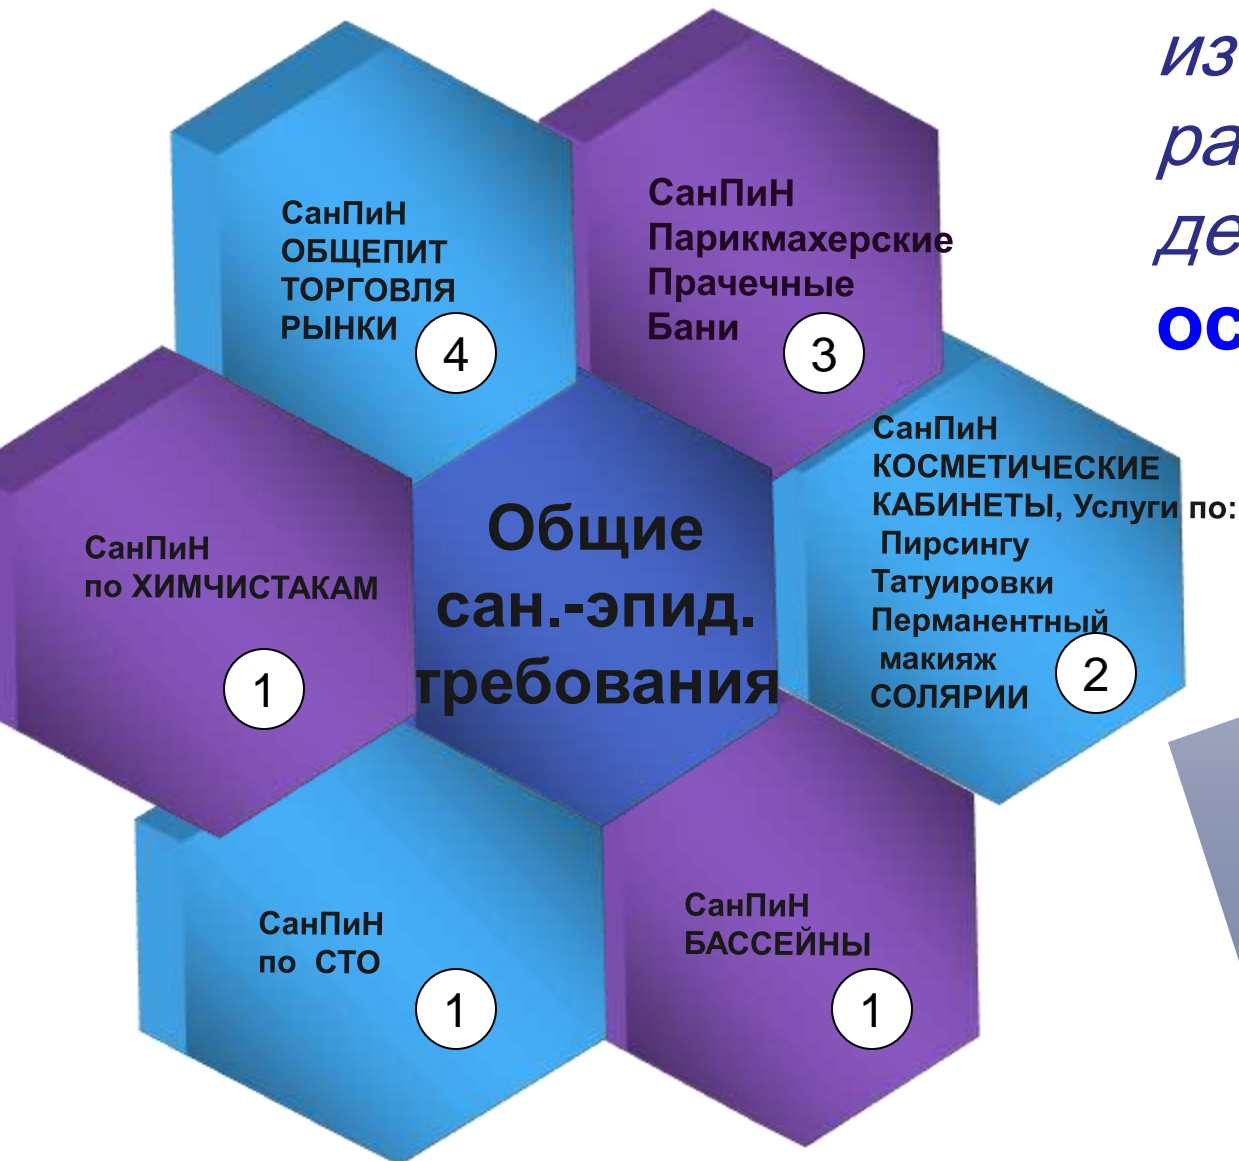 СанПиН
ОБЩЕПИТ
ТОРГОВЛЯ
РЫНКИ
4
СанПиН
Парикмахерские
Прачечные
Бани
3
СанПиН
КОСМЕТИЧЕСКИЕ
КАБИНЕТЫ, Услуги по:
Пирсингу
Татуировки
Перманентный
макияж
СОЛЯРИИ
2
Общие
сан.-эпид.
требования
СанПиН
по ХИМЧИСТАКАМ
1
СанПиН
по СТО
1
СанПиН
БАССЕЙНЫ
1
из
ра
де
ос